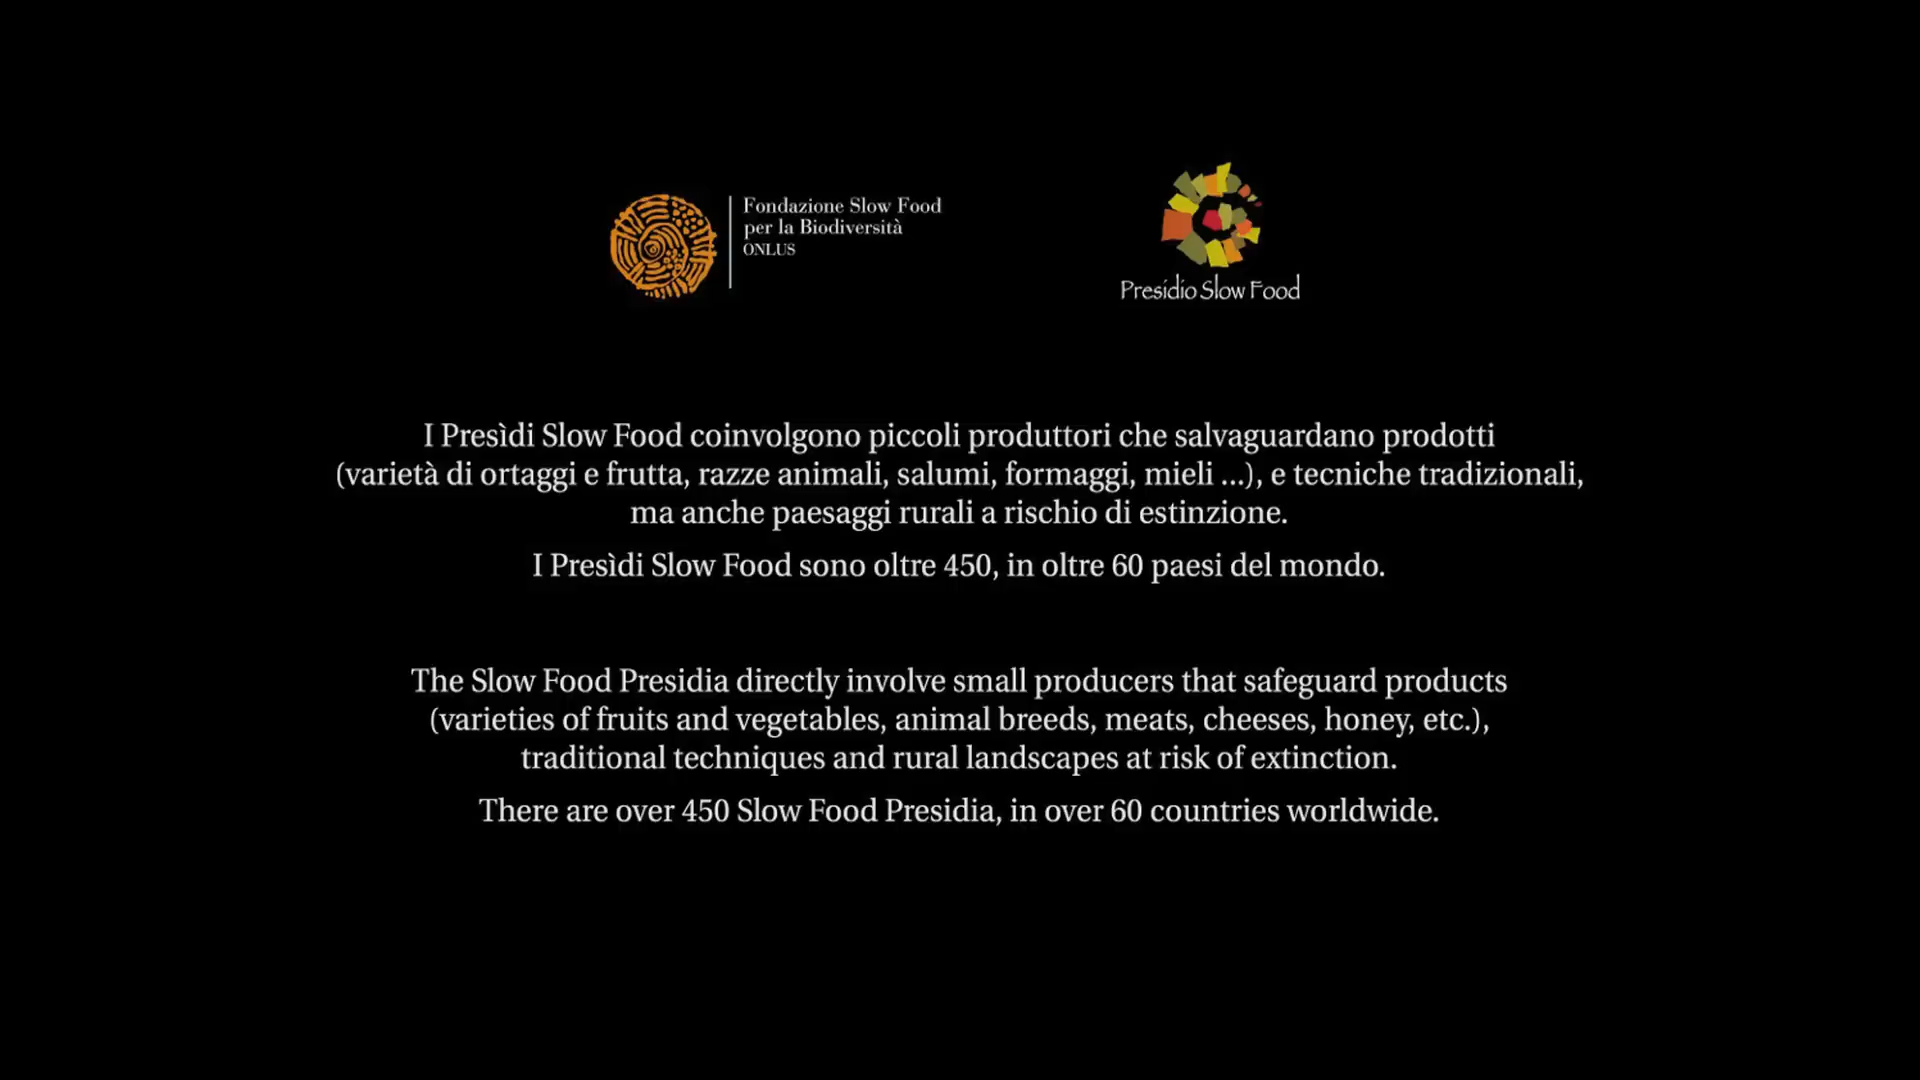 Fondazione Slow Food
per la Biodiversità
ONLUS
Presidio Slow Food
I Presìdi Slow Food coinvolgono piccoli produttori che salvaguardano prodotti
(varietà di ortaggi e frutta, razze animali, salumi, formaggi, mieli ...), e tecniche tradizionali,
ma anche paesaggi rurali a rischio di estinzione.
I Presìdi Slow Food sono oltre 450, in oltre 60 paesi del mondo.
The Slow Food Presidia directly involve small producers that safeguard products
(varieties of fruits and vegetables, animal breeds, meats, cheeses, honey, etc.),
traditional techniques and rural landscapes at risk of extinction.
There are over 450 Slow Food Presidia, in over 60 countries worldwide.